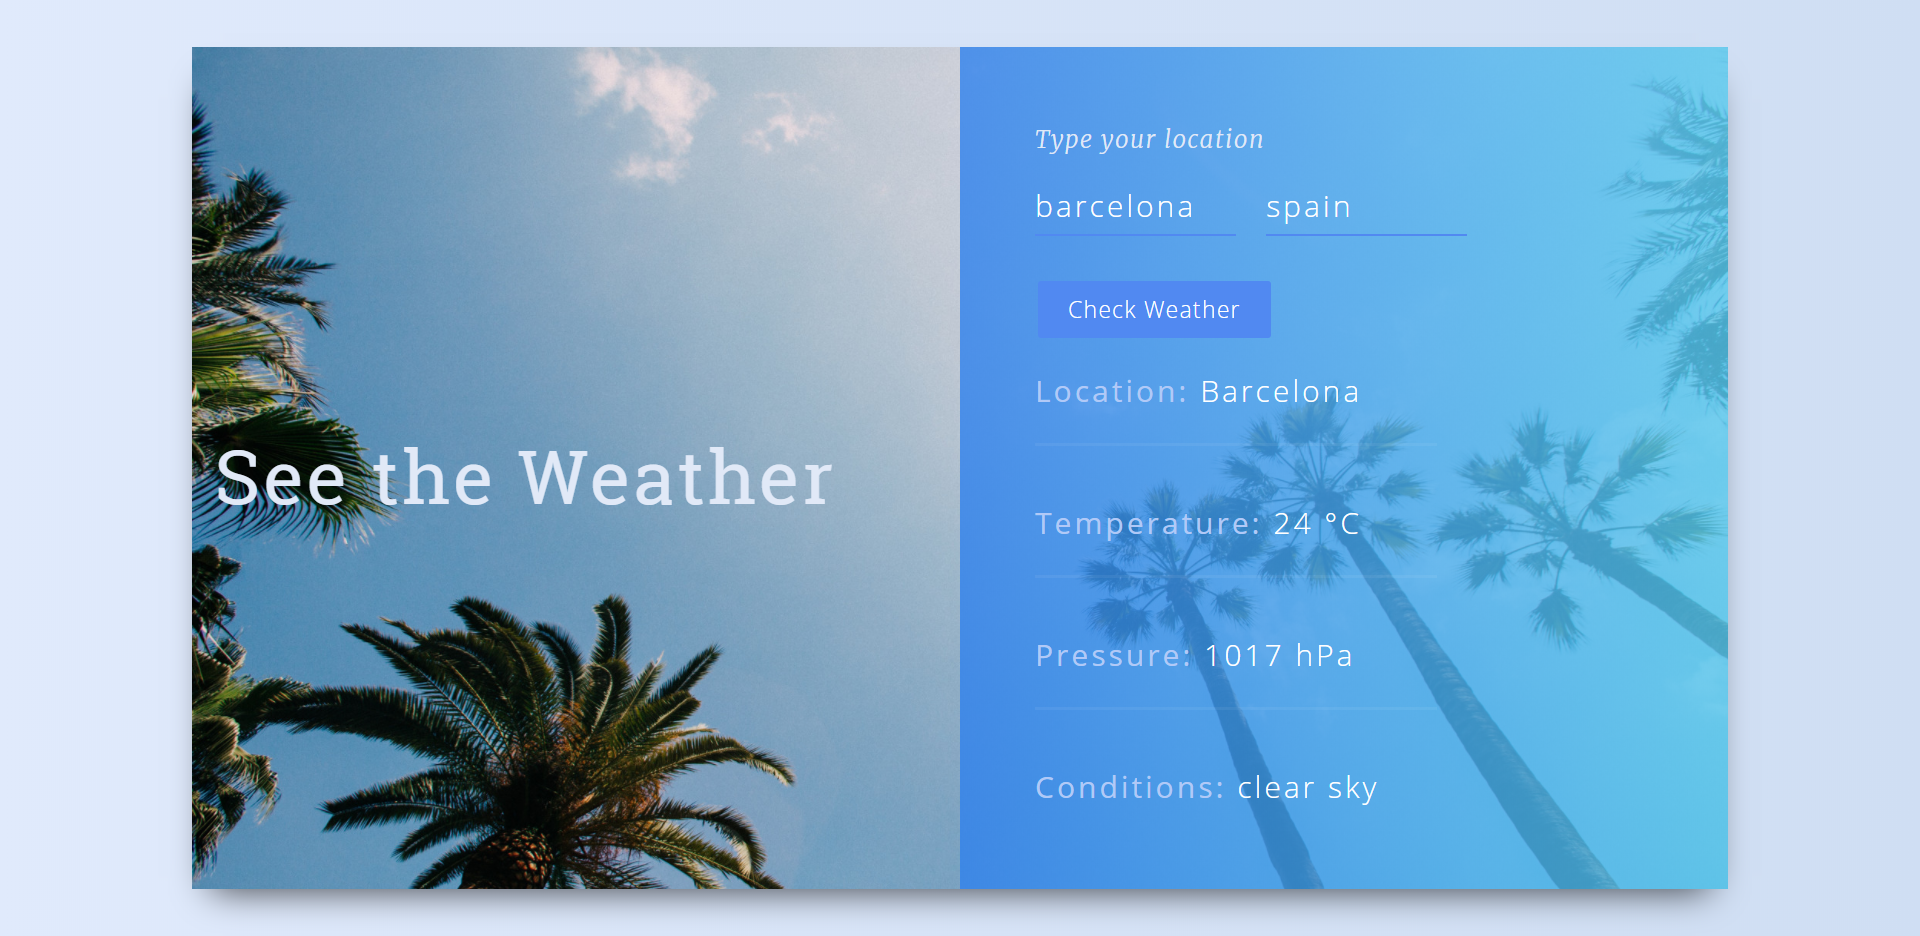 See the Weather
Type your location
barcelona spain
Check Weather
Location: Barcelona
Temperature: 24 °C
Pressure: 1017 hPa
Conditions: clear sky